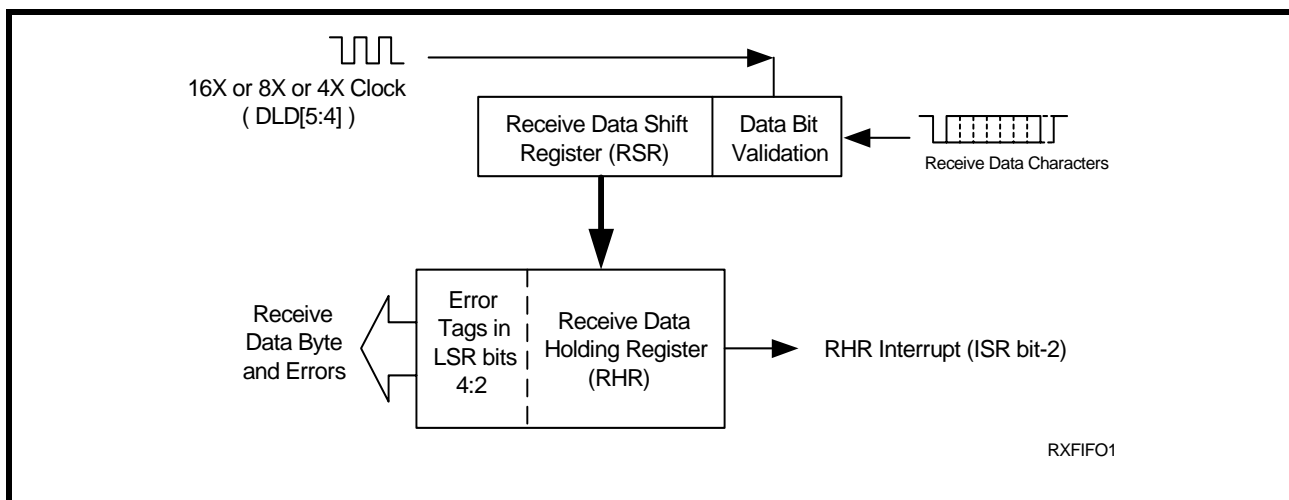 16X or 8X or 4X Clock
( DLD[5:4] )
Receive Data Shift
Register (RSR)
Data Bit
Validation
Receive Data Characters
Receive
Data Byte
and Errors
Error
Tags in
LSR bits
4:2
Receive Data
Holding Register
(RHR)
RHR Interrupt (ISR bit-2)
RXFIFO1